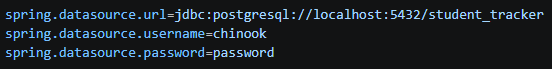 spring.datasource.url=jdbc:postgresql://localhost:5432/student_tracker
spring.datasource.username=chinook
spring.datasource.password=password